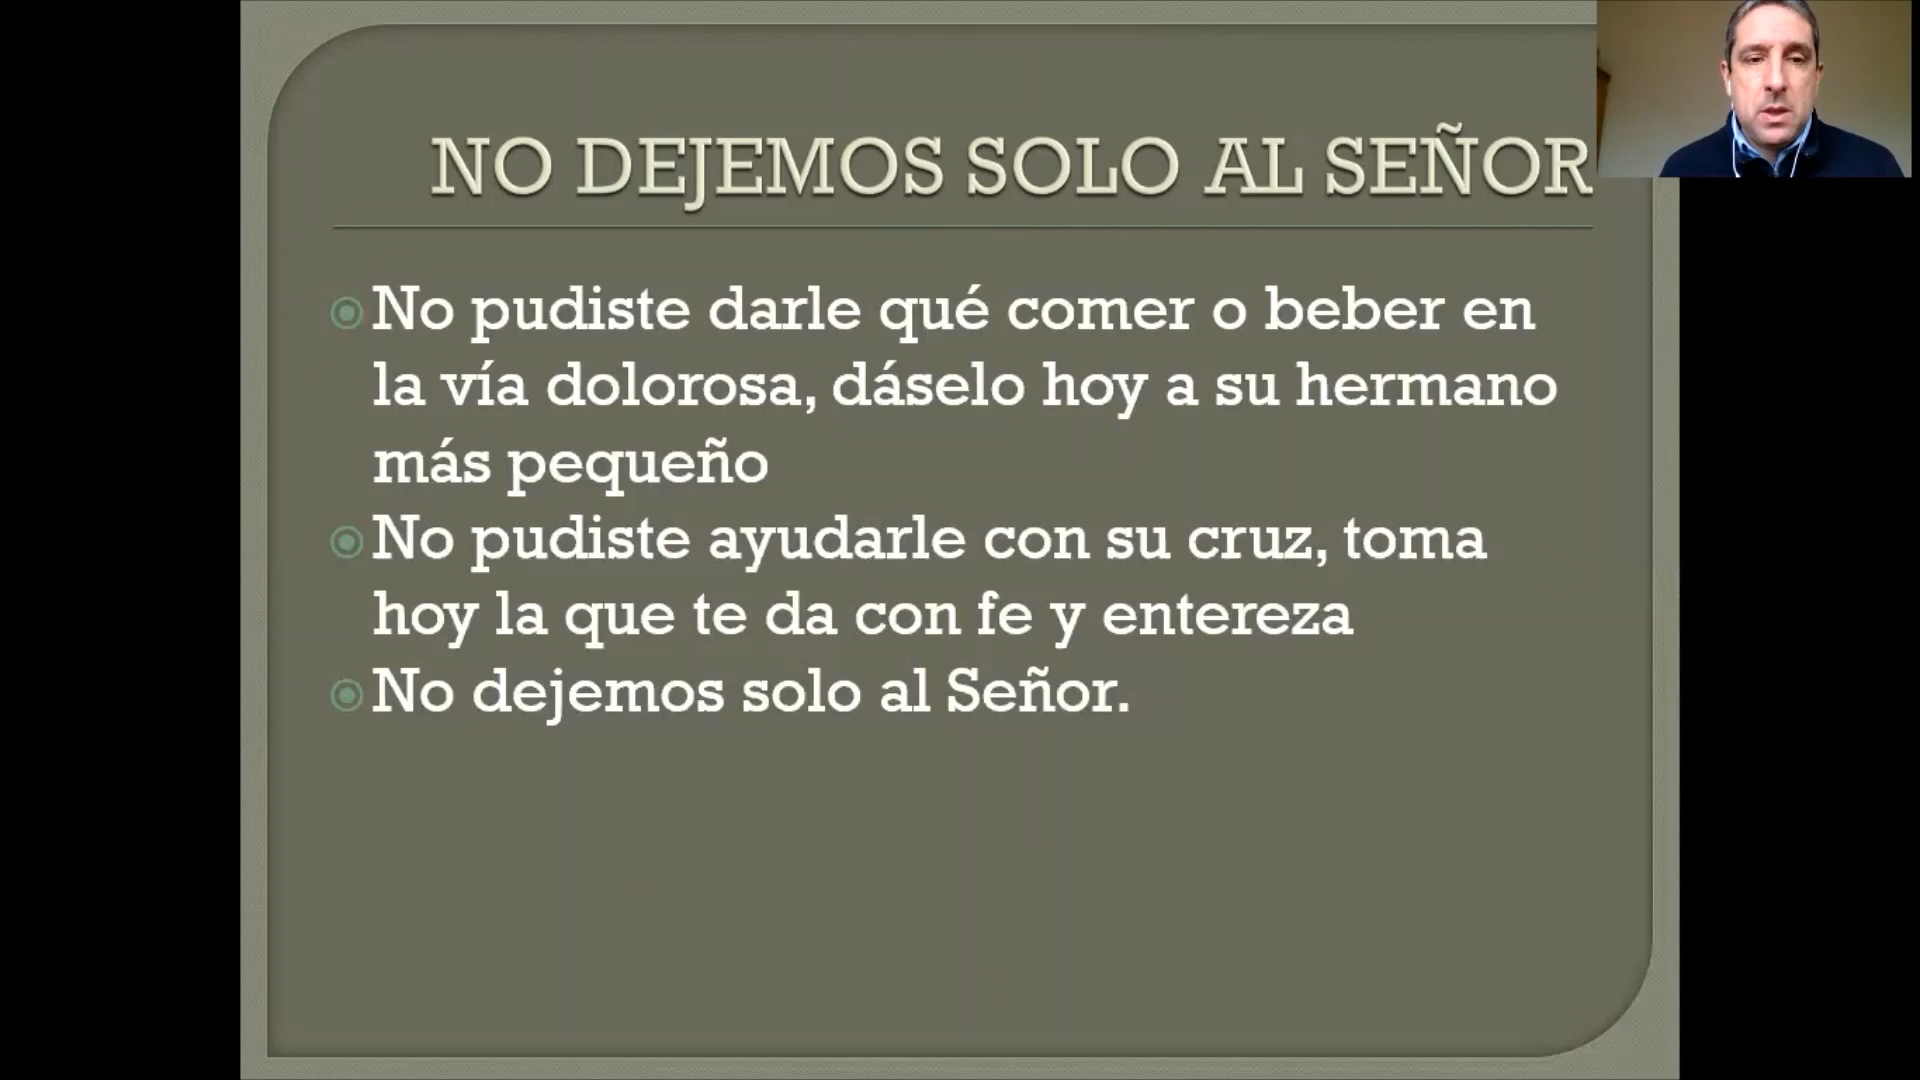 NO DEJEMOS SOLO AL SEÑOR
No pudiste darle qué comer o beber en
la vía dolorosa, dáselo hoy a su hermano
más pequeño
No pudiste ayudarle con su cruz, toma
hoy la que te da con fe y entereza
No dejemos solo al Señor.